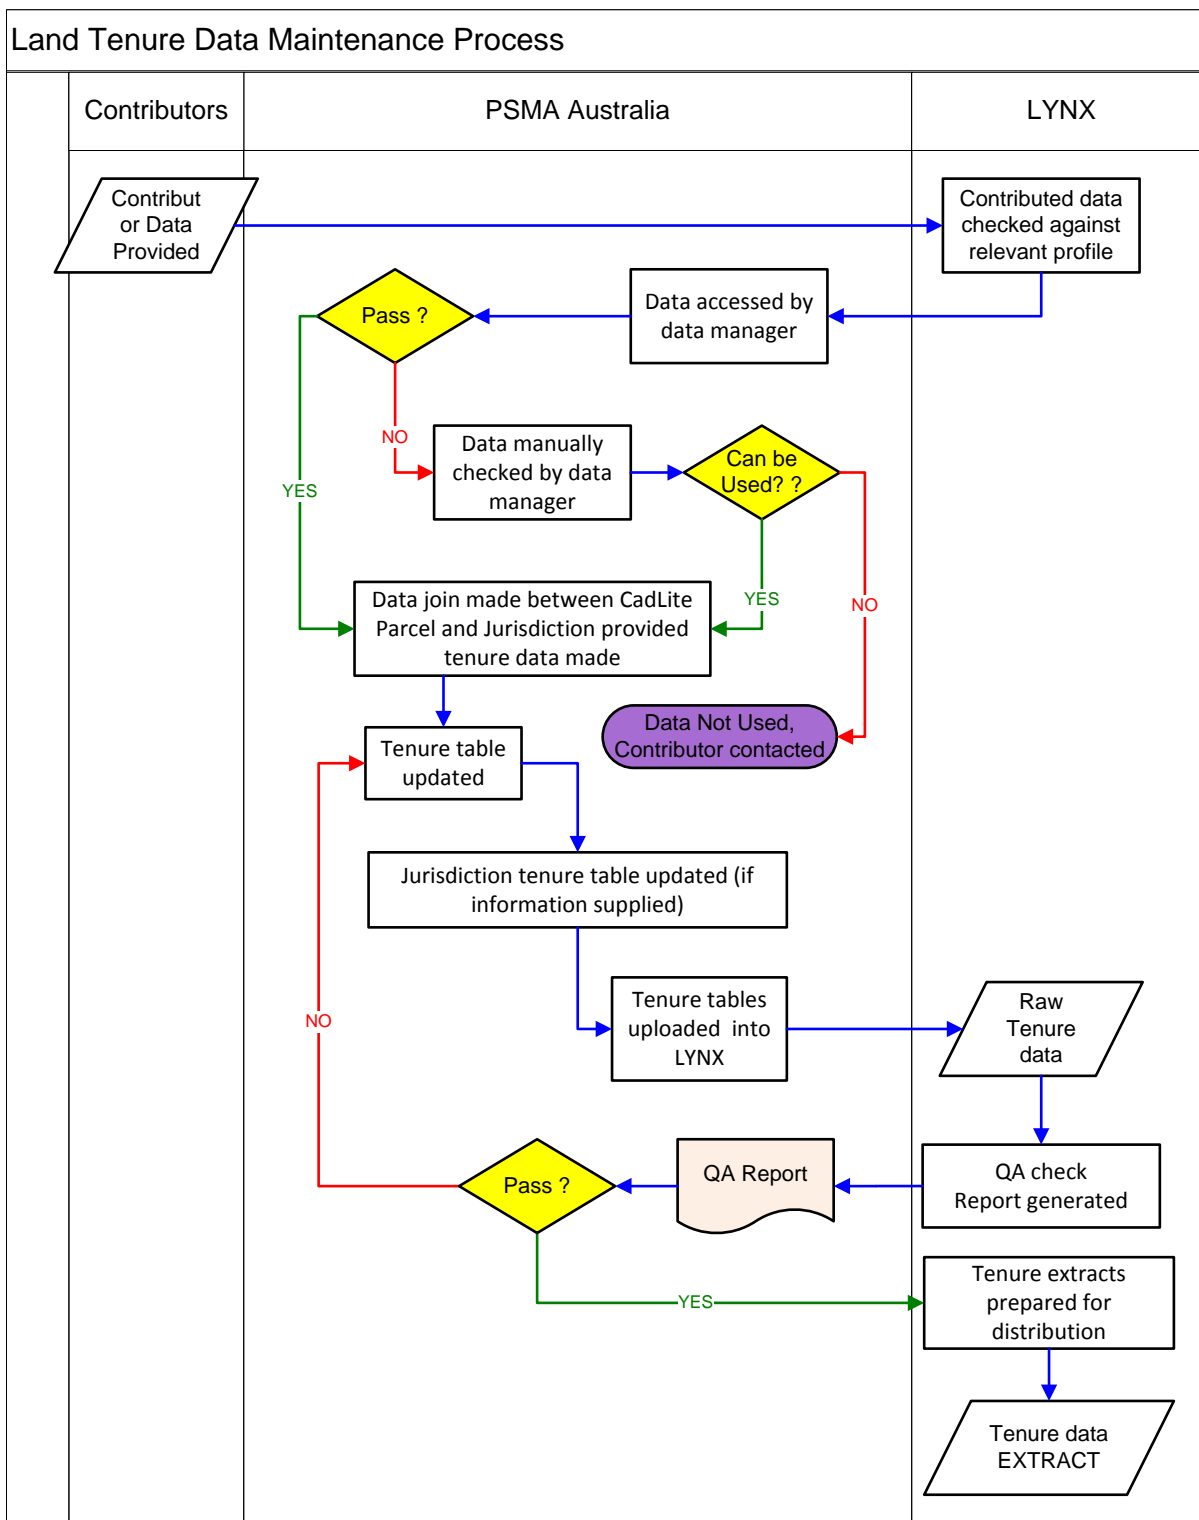 Land Tenure Data Maintenance Process
Contributors
PSMA Australia
LYNX
Contribut
or Data
Provided
Contributed data
checked against
relevant profile
Data accessed by
data manager
Pass ?
NO
YES
Data manually
checked by data
manager
Can be
Used? ?
YES
NO
Data join made between CadLite
Parcel and Jurisdiction provided
tenure data made
Data Not Used,
Contributor contacted
Tenure table
updated
Jurisdiction tenure table updated (if
information supplied)
Tenure tables
uploaded  into
LYNX
Raw
Tenure
data
NO
QA check
Report generated
QA Report
Pass ?
YES
Tenure extracts
prepared for
distribution
Tenure data
EXTRACT